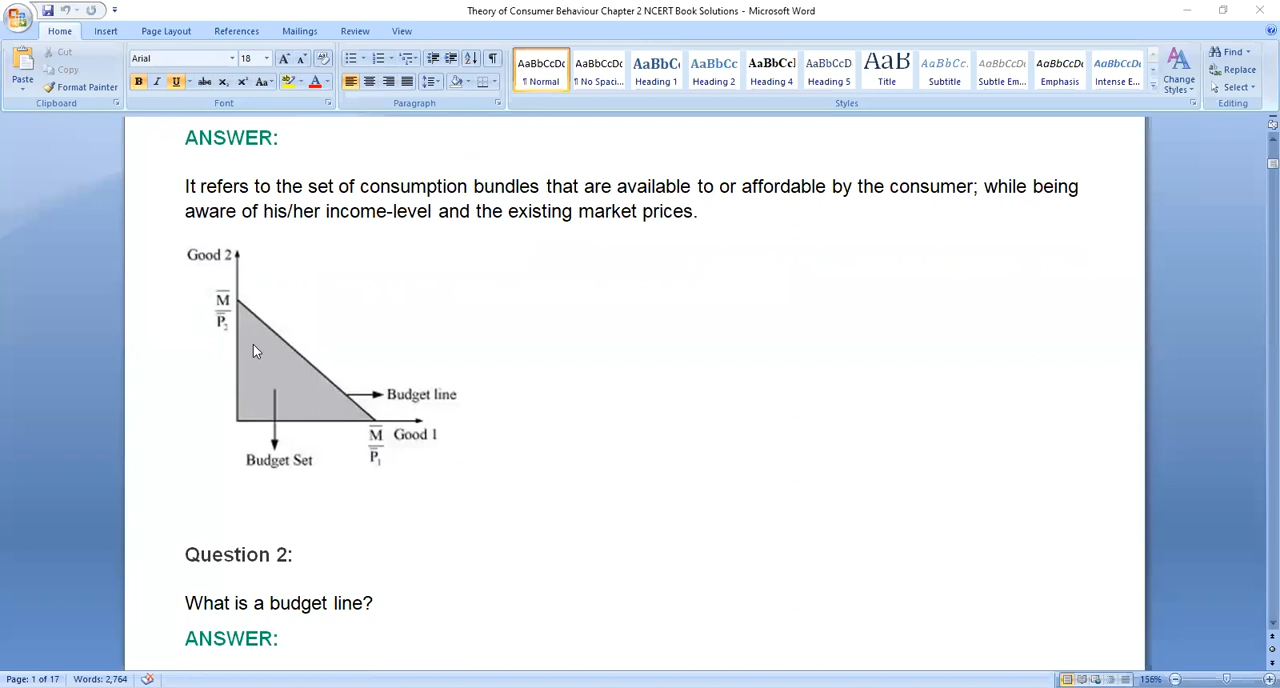 Theory of Consumer Behaviour Chapter 2 NCERT Book Solutions - Microsoft Word
Home Insert Page Layout References Mailings Review View
Paste
Cut
Copy
Format Painter
Clipboard
Arial 18
B I U abc x₂ x² Aa
Font
Paragraph
AaBbCcDc AaBbCcDc AaBbC( AaBbCc AaBbCcI AaBbCcD AaB AaBbCc. AaBbCcDc AaBbCcDc AaBbCcDc
¶ Normal ¶ No Spaci... Heading 1 Heading 2 Heading 4 Heading 5 Title Subtitle Subtle Em... Emphasis Intense E...
Change Styles
Styles
Find
Replace
Select
Editing
ANSWER:
It refers to the set of consumption bundles that are available to or affordable by the consumer; while being
aware of his/her income-level and the existing market prices.
Good 2
M
P₂
Budget line
M Good 1
P₁
Budget Set
Question 2:
What is a budget line?
ANSWER:
Page: 1 of 17 Words: 2,764 156%